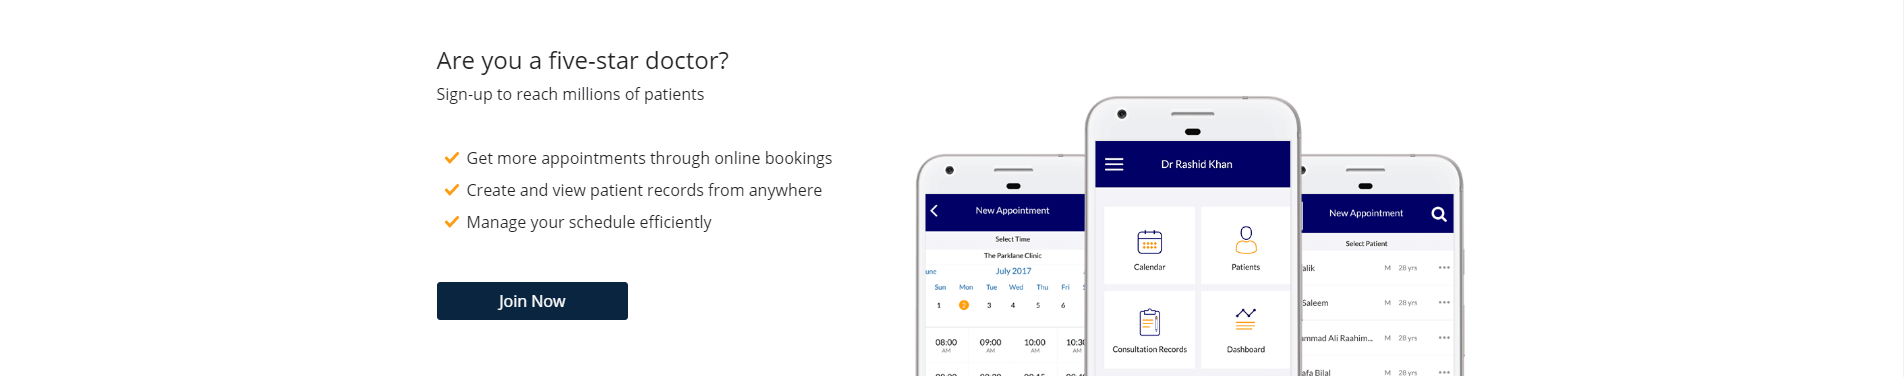 Are you a five-star doctor?
Sign-up to reach millions of patients
Get more appointments through online bookings
Create and view patient records from anywhere
Manage your schedule efficiently
Join Now
New Appointment
Select Time
The Parklane Clinic
une July 2017
Sun Mon Tue Wed Thu Fri S
1 2 3 4 5 6
08:00 09:00 10:00 10:30
AM AM AM AM
Dr Rashid Khan
Calendar Patients
Consultation Records Dashboard
New Appointment
Select Patient
alik M 28 yrs
Saleem M 28 yrs
mmad Ali Raahim... M 28 yrs
afa Bilal M 28 yrs